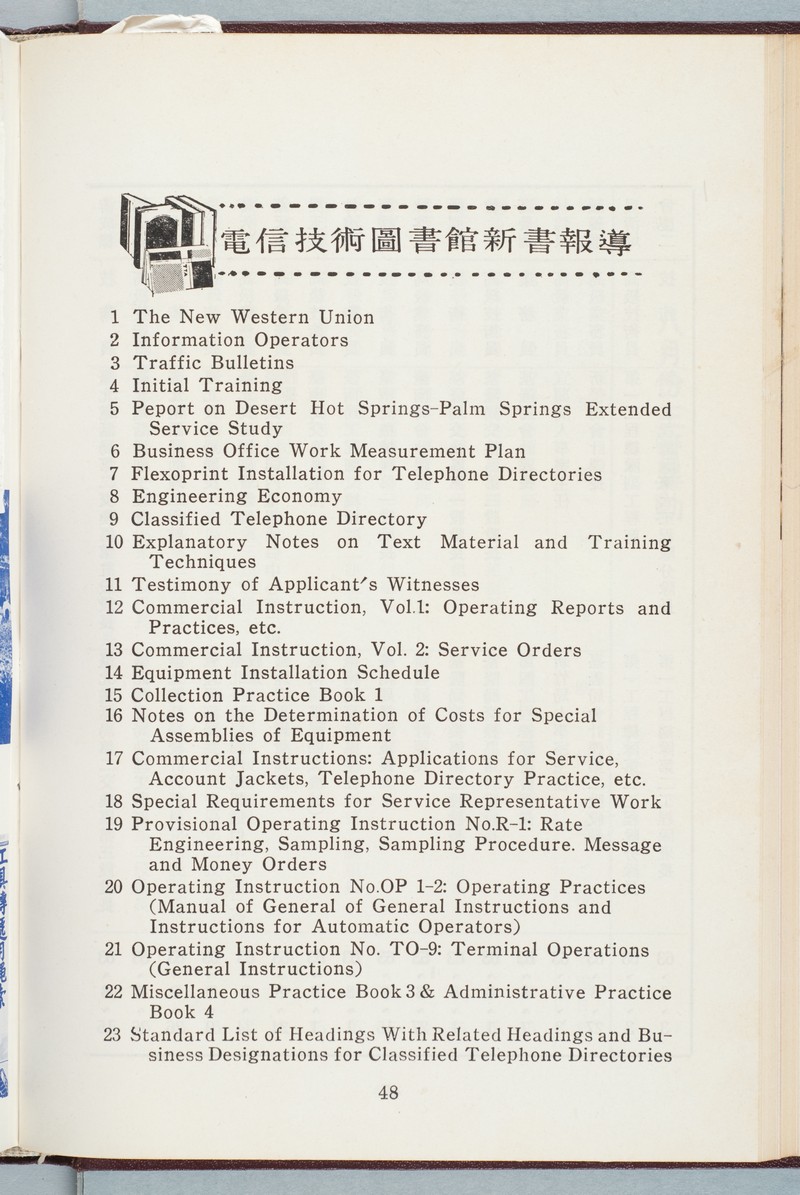 電信技術圖書館新書報導
1 The New Western Union
2 Information Operators
3 Traffic Bulletins
4 Initial Training
5 Peport on Desert Hot Springs-Palm Springs Extended
Service Study
6 Business Office Work Measurement Plan
7 Flexoprint Installation for Telephone Directories
8 Engineering Economy
9 Classified Telephone Directory
10 Explanatory Notes on Text Material and Training
Techniques
11 Testimony of Applicant's Witnesses
12 Commercial Instruction, Vol.1: Operating Reports and
Practices, etc.
13 Commercial Instruction, Vol. 2: Service Orders
14 Equipment Installation Schedule
15 Collection Practice Book 1
16 Notes on the Determination of Costs for Special
Assemblies of Equipment
17 Commercial Instructions: Applications for Service,
Account Jackets, Telephone Directory Practice, etc.
18 Special Requirements for Service Representative Work
19 Provisional Operating Instruction No.R-1: Rate
Engineering, Sampling, Sampling Procedure. Message
and Money Orders
20 Operating Instruction No.OP 1-2: Operating Practices
(Manual of General of General Instructions and
Instructions for Automatic Operators)
21 Operating Instruction No. TO-9: Terminal Operations
(General Instructions)
22 Miscellaneous Practice Book 3 & Administrative Practice
Book 4
23 Standard List of Headings With Related Headings and Bu-
siness Designations for Classified Telephone Directories
48